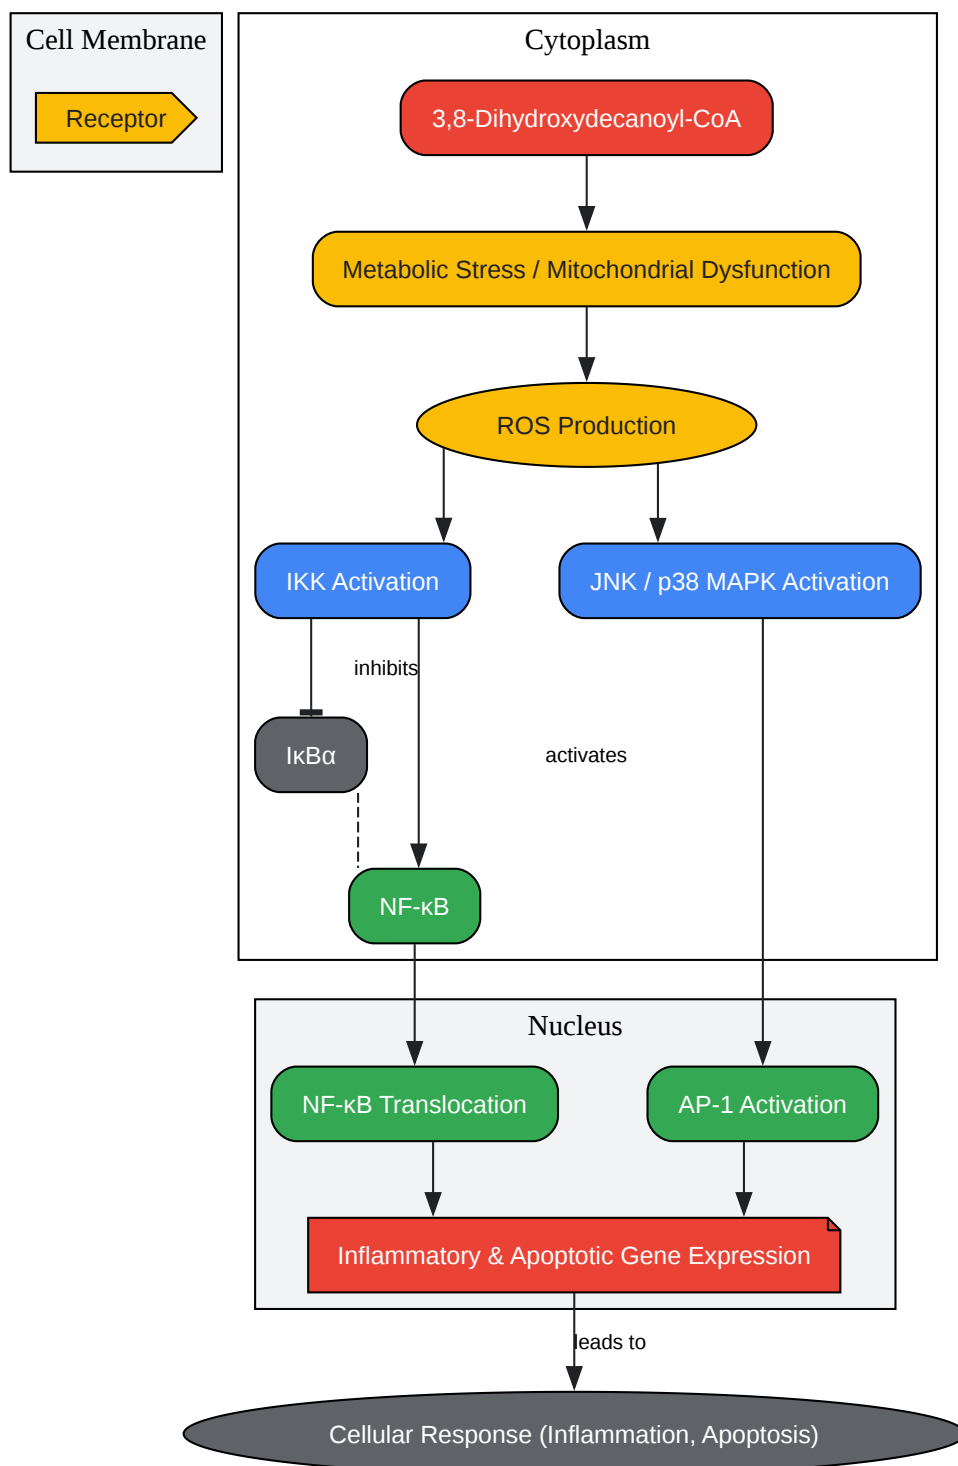 Cell Membrane
Receptor
Cytoplasm
3,8-Dihydroxydecanoyl-CoA
Metabolic Stress / Mitochondrial Dysfunction
ROS Production
IKK Activation
JNK / p38 MAPK Activation
inhibits
IκBα
activates
NF-κB
Nucleus
NF-κB Translocation
AP-1 Activation
Inflammatory & Apoptotic Gene Expression
leads to
Cellular Response (Inflammation, Apoptosis)